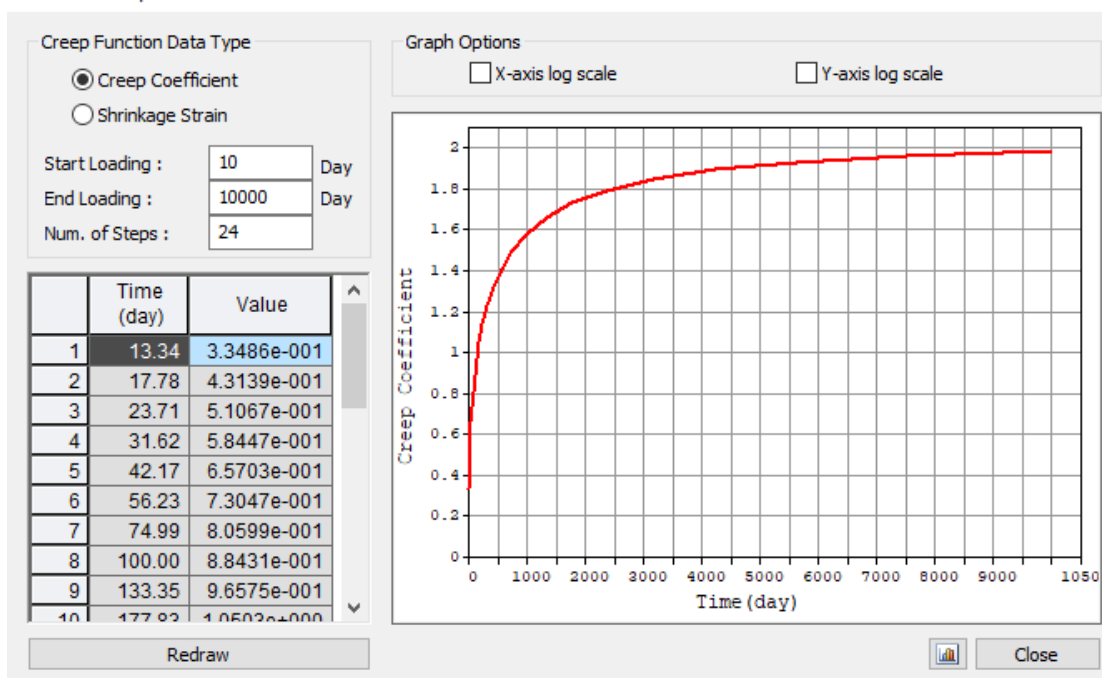 Creep Function Data Type
Creep Coefficient
Shrinkage Strain
Start Loading : 10 Day
End Loading : 10000 Day
Num. of Steps : 24
Time (day) Value
1 13.34 3.3486e-001
2 17.78 4.3139e-001
3 23.71 5.1067e-001
4 31.62 5.8447e-001
5 42.17 6.5703e-001
6 56.23 7.3047e-001
7 74.99 8.0599e-001
8 100.00 8.8431e-001
9 133.35 9.6575e-001
10 177.83 1.0503e+000
Redraw
Graph Options
X-axis log scale
Y-axis log scale
2
1.8
1.6
1.4
1.2
1
0.8
0.6
0.4
0.2
0
Creep Coefficient
0 1000 2000 3000 4000 5000 6000 7000 8000 9000 1050
Time(day)
Close